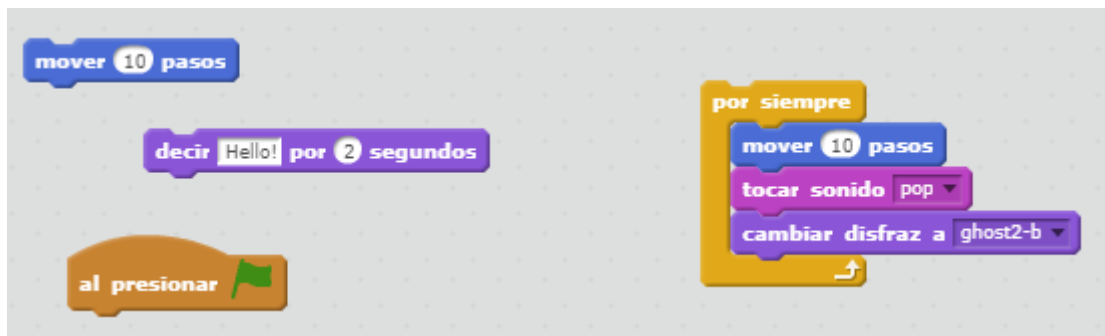 mover 10 pasos
decir Hello! por 2 segundos
al presionar
por siempre
mover 10 pasos
tocar sonido pop
cambiar disfraz a ghost2-b